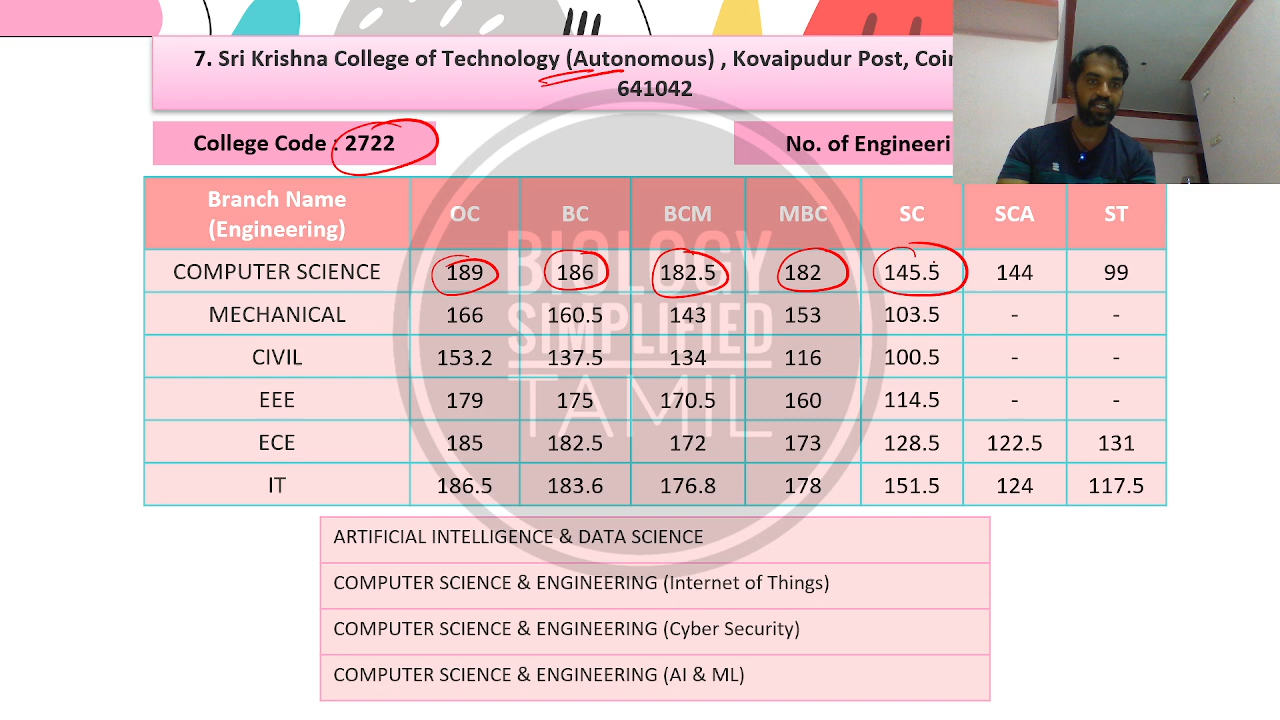 7. Sri Krishna College of Technology (Autonomous) , Kovaipudur Post, Coin
641042
College Code : 2722
No. of Engineeri
Branch Name (Engineering) OC BC BCM MBC SC SCA ST
COMPUTER SCIENCE 189 186 182.5 182 145.5 144 99
MECHANICAL 166 160.5 143 153 103.5 - -
CIVIL 153.2 137.5 134 116 100.5 - -
EEE 179 175 170.5 160 114.5 - -
ECE 185 182.5 172 173 128.5 122.5 131
IT 186.5 183.6 176.8 178 151.5 124 117.5
BIOLOGY
SIMPLIFIED
TAMIL
ARTIFICIAL INTELLIGENCE & DATA SCIENCE
COMPUTER SCIENCE & ENGINEERING (Internet of Things)
COMPUTER SCIENCE & ENGINEERING (Cyber Security)
COMPUTER SCIENCE & ENGINEERING (AI & ML)